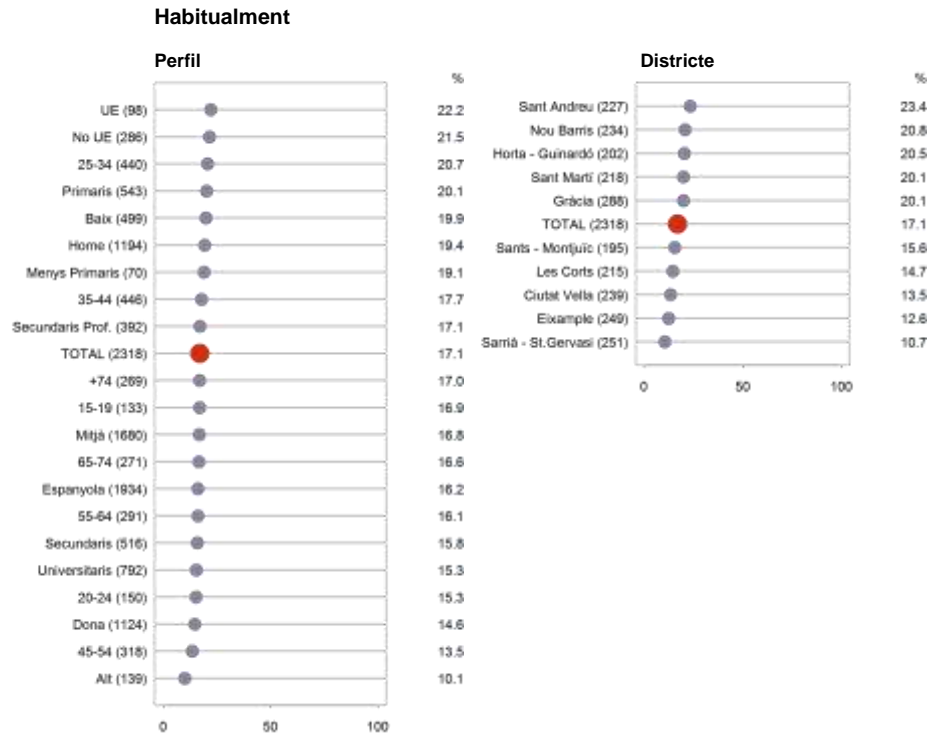 Habitualment
Perfil
%
UE (98) 22.2
No UE (286) 21.5
25-34 (440) 20.7
Primaris (543) 20.1
Baix (499) 19.9
Home (1194) 19.4
Menys Primaris (70) 19.1
35-44 (446) 17.7
Secundaris Prof. (392) 17.1
TOTAL (2318) 17.1
+74 (269) 17.0
15-19 (133) 16.9
Mitjà (1680) 16.8
65-74 (271) 16.6
Espanyola (1934) 16.2
55-64 (291) 16.1
Secundaris (516) 15.8
Universitaris (792) 15.3
20-24 (150) 15.3
Dona (1124) 14.6
45-54 (318) 13.5
Alt (139) 10.1
0 50 100
Districte
%
Sant Andreu (227) 23.4
Nou Barris (234) 20.8
Horta - Guinardó (202) 20.5
Sant Martí (218) 20.1
Gràcia (288) 20.1
TOTAL (2318) 17.1
Sants - Montjuïc (195) 15.6
Les Corts (215) 14.7
Ciutat Vella (239) 13.5
Eixample (249) 12.6
Sarrià - St.Gervasi (251) 10.7
0 50 100